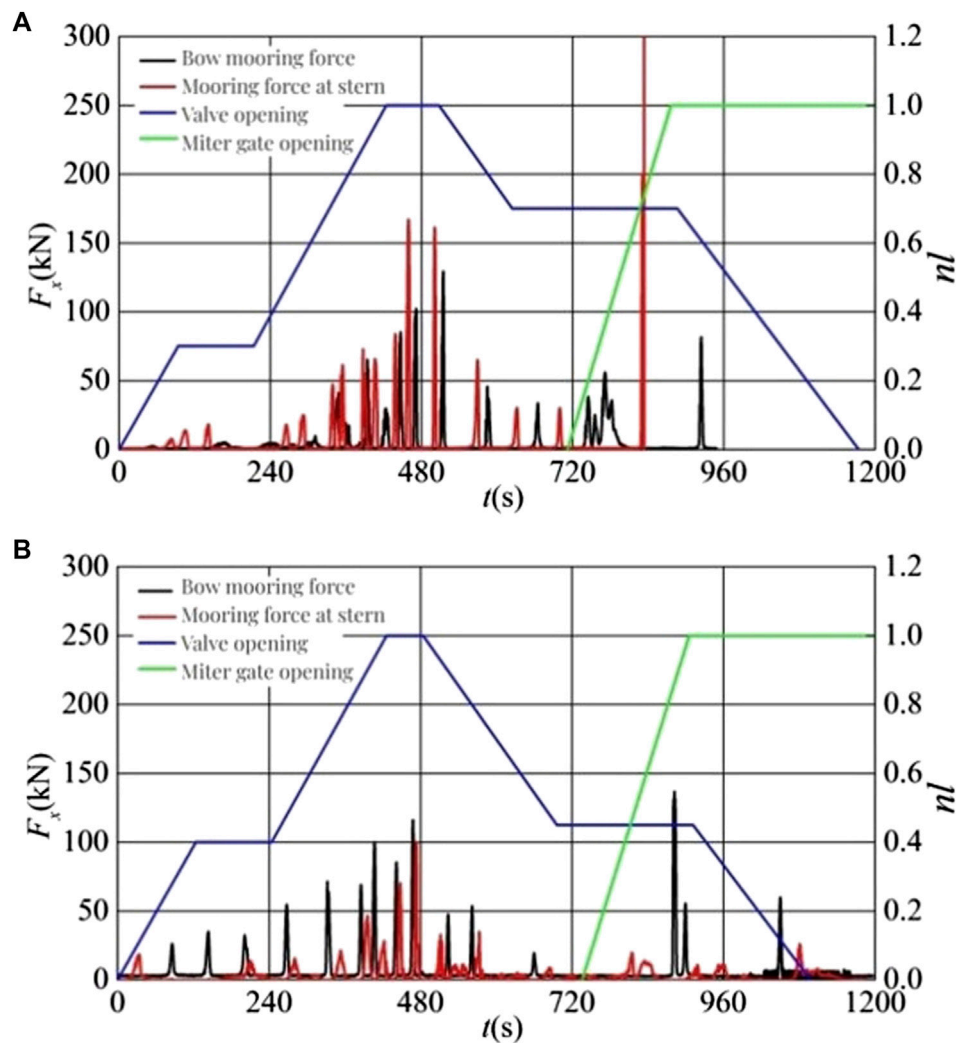 A
300
250
200
150
100
50
0
Fx(kN)
Bow mooring force
Mooring force at stern
Valve opening
Miter gate opening
1.2
1.0
0.8
0.6
0.4
0.2
0.0
nl
0 240 480 720 960 1200
t(s)
B
300
250
200
150
100
50
0
Fx(kN)
Bow mooring force
Mooring force at stern
Valve opening
Miter gate opening
1.2
1.0
0.8
0.6
0.4
0.2
0.0
nl
0 240 480 720 960 1200
t(s)